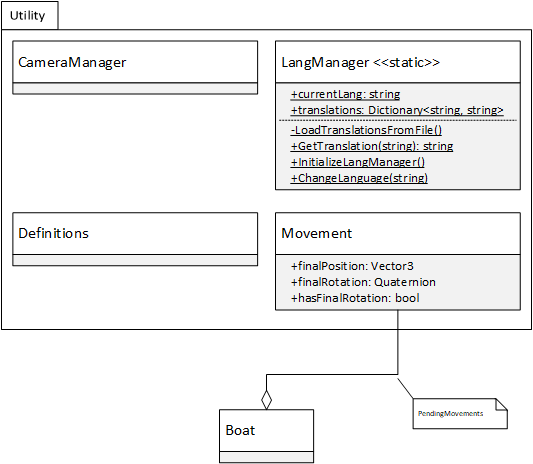 Utility
CameraManager
LangManager <<static>>
+currentLang: string
+translations: Dictionary<string, string>
-LoadTranslationsFromFile()
+GetTranslation(string): string
+InitializeLangManager()
+ChangeLanguage(string)
Definitions
Movement
+finalPosition: Vector3
+finalRotation: Quaternion
+hasFinalRotation: bool
PendingMovements
Boat